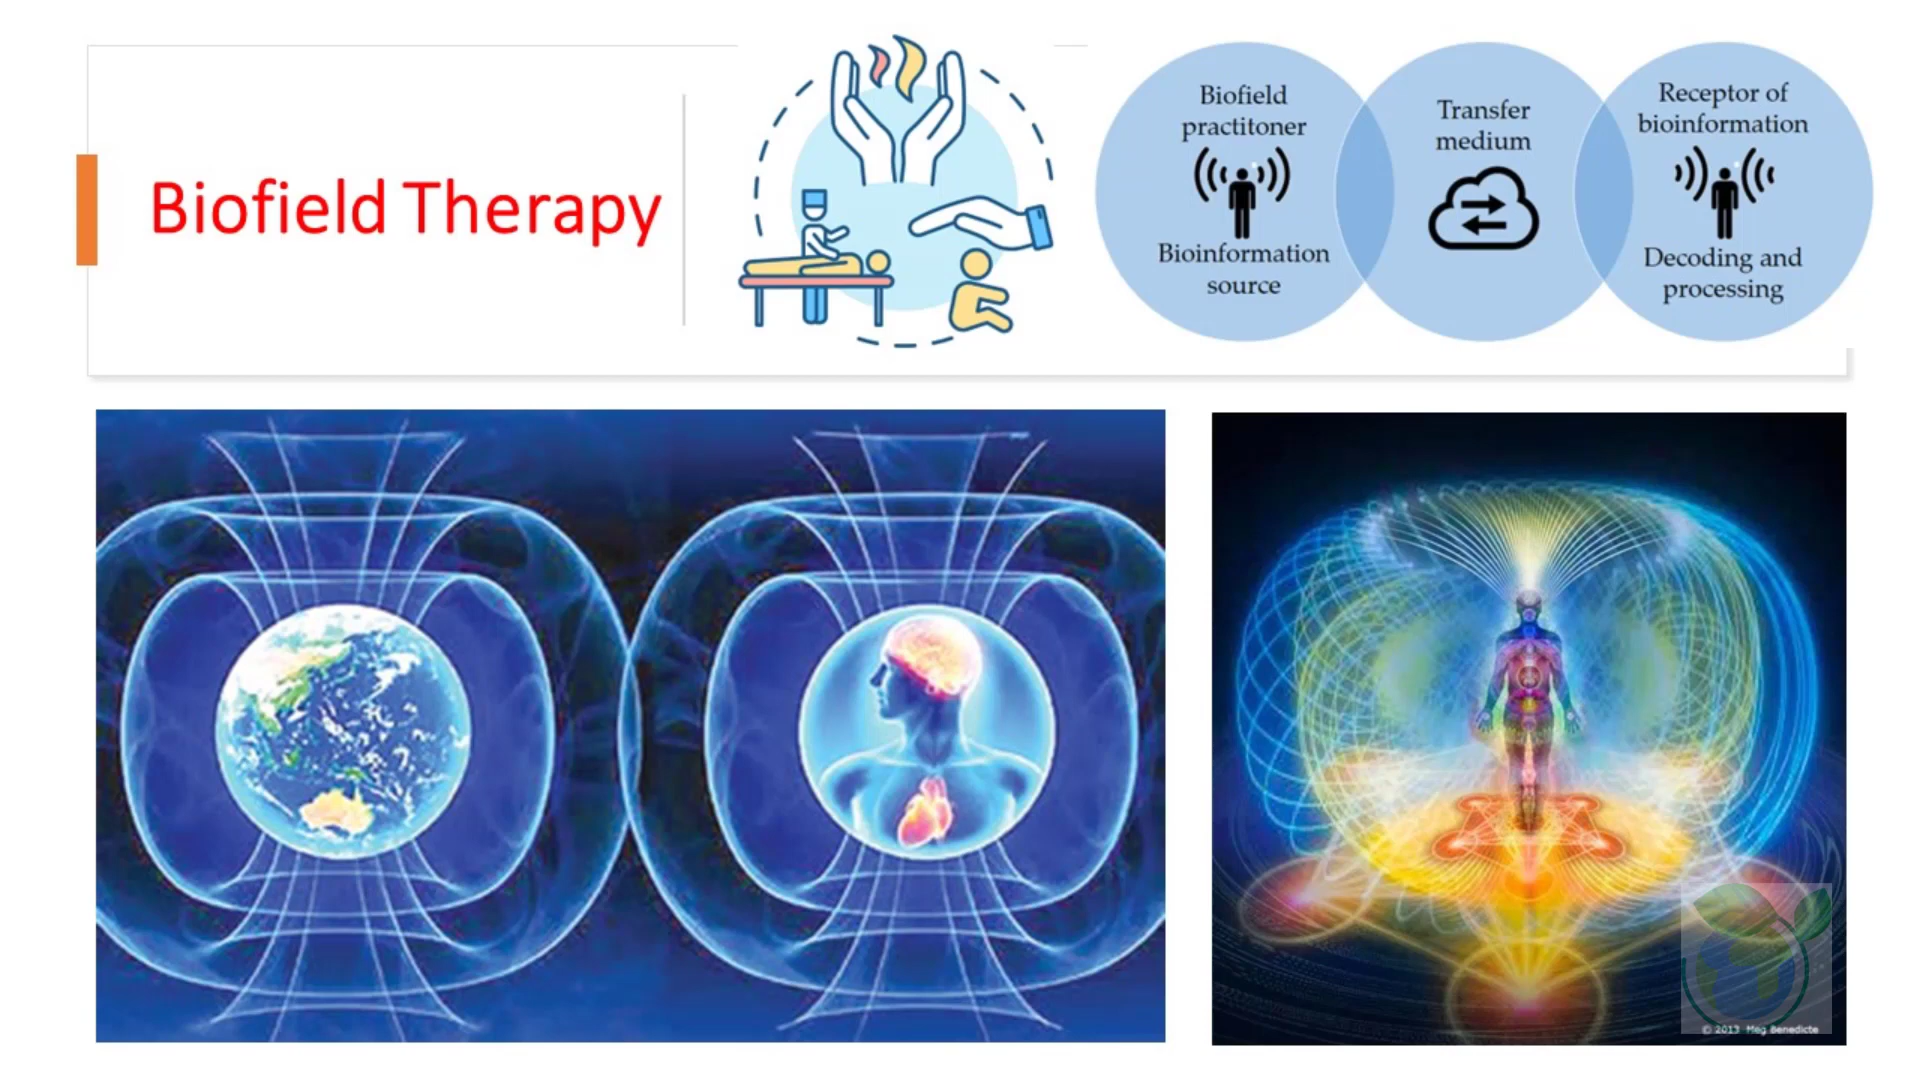 Biofield Therapy
Biofield
practitoner
Bioinformation
source
Transfer
medium
Receptor of
bioinformation
Decoding and
processing
© 2013 Meg Benedicte